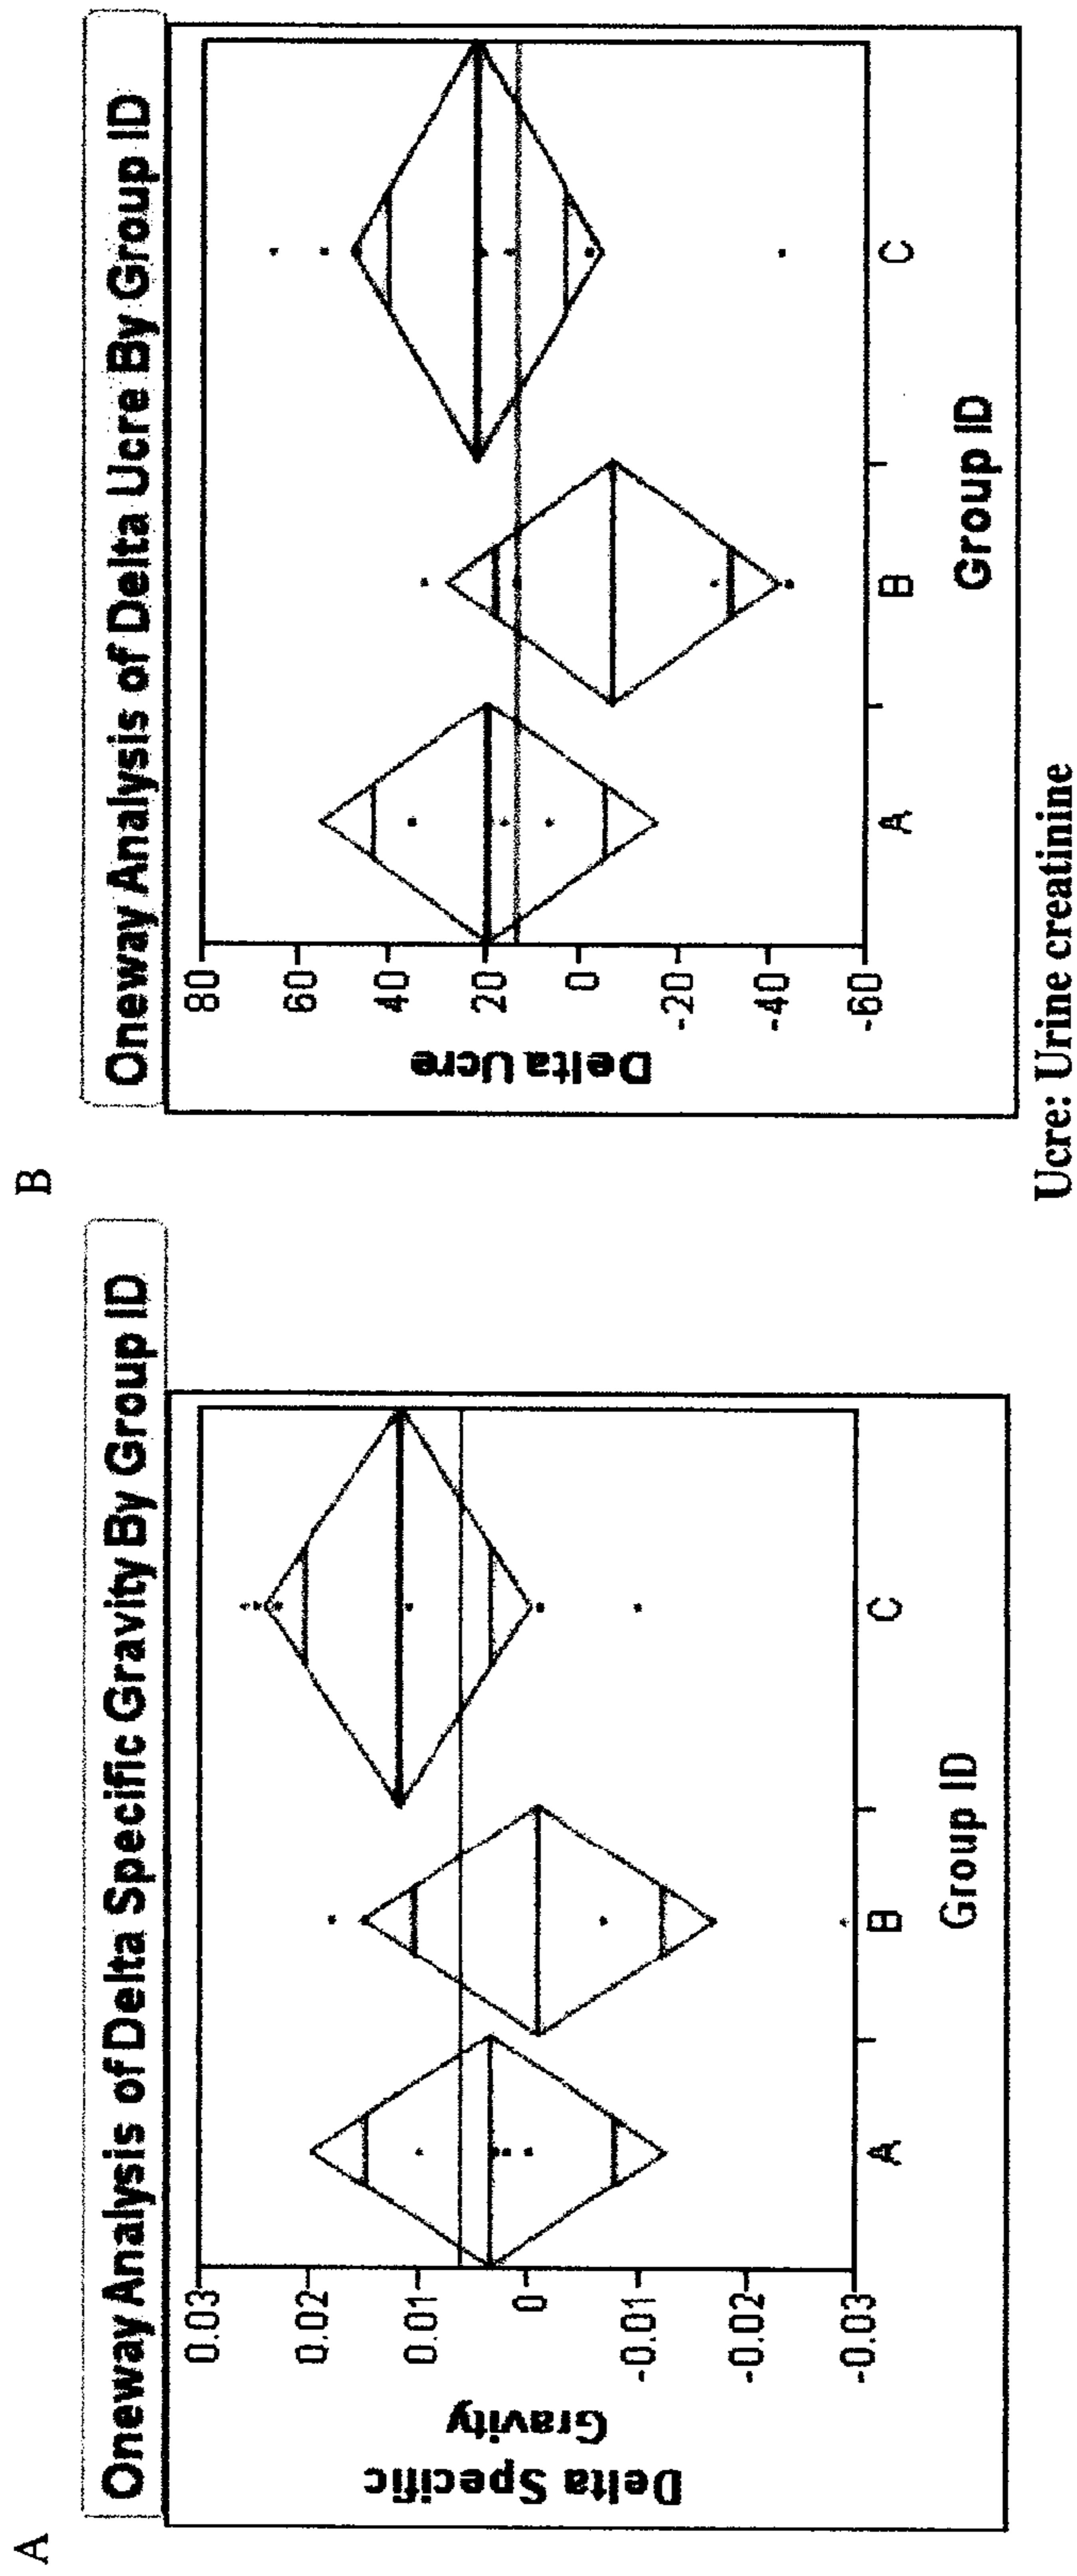 A
Oneway Analysis of Delta Specific Gravity By Group ID
Delta Specific
Gravity
0.03
0.02
0.01
0
-0.01
-0.02
-0.03
A
B
C
Group ID
B
Oneway Analysis of Delta Ucre By Group ID
Delta Ucre
80
60
40
20
0
-20
-40
-60
A
B
C
Group ID
Ucre: Urine creatinine